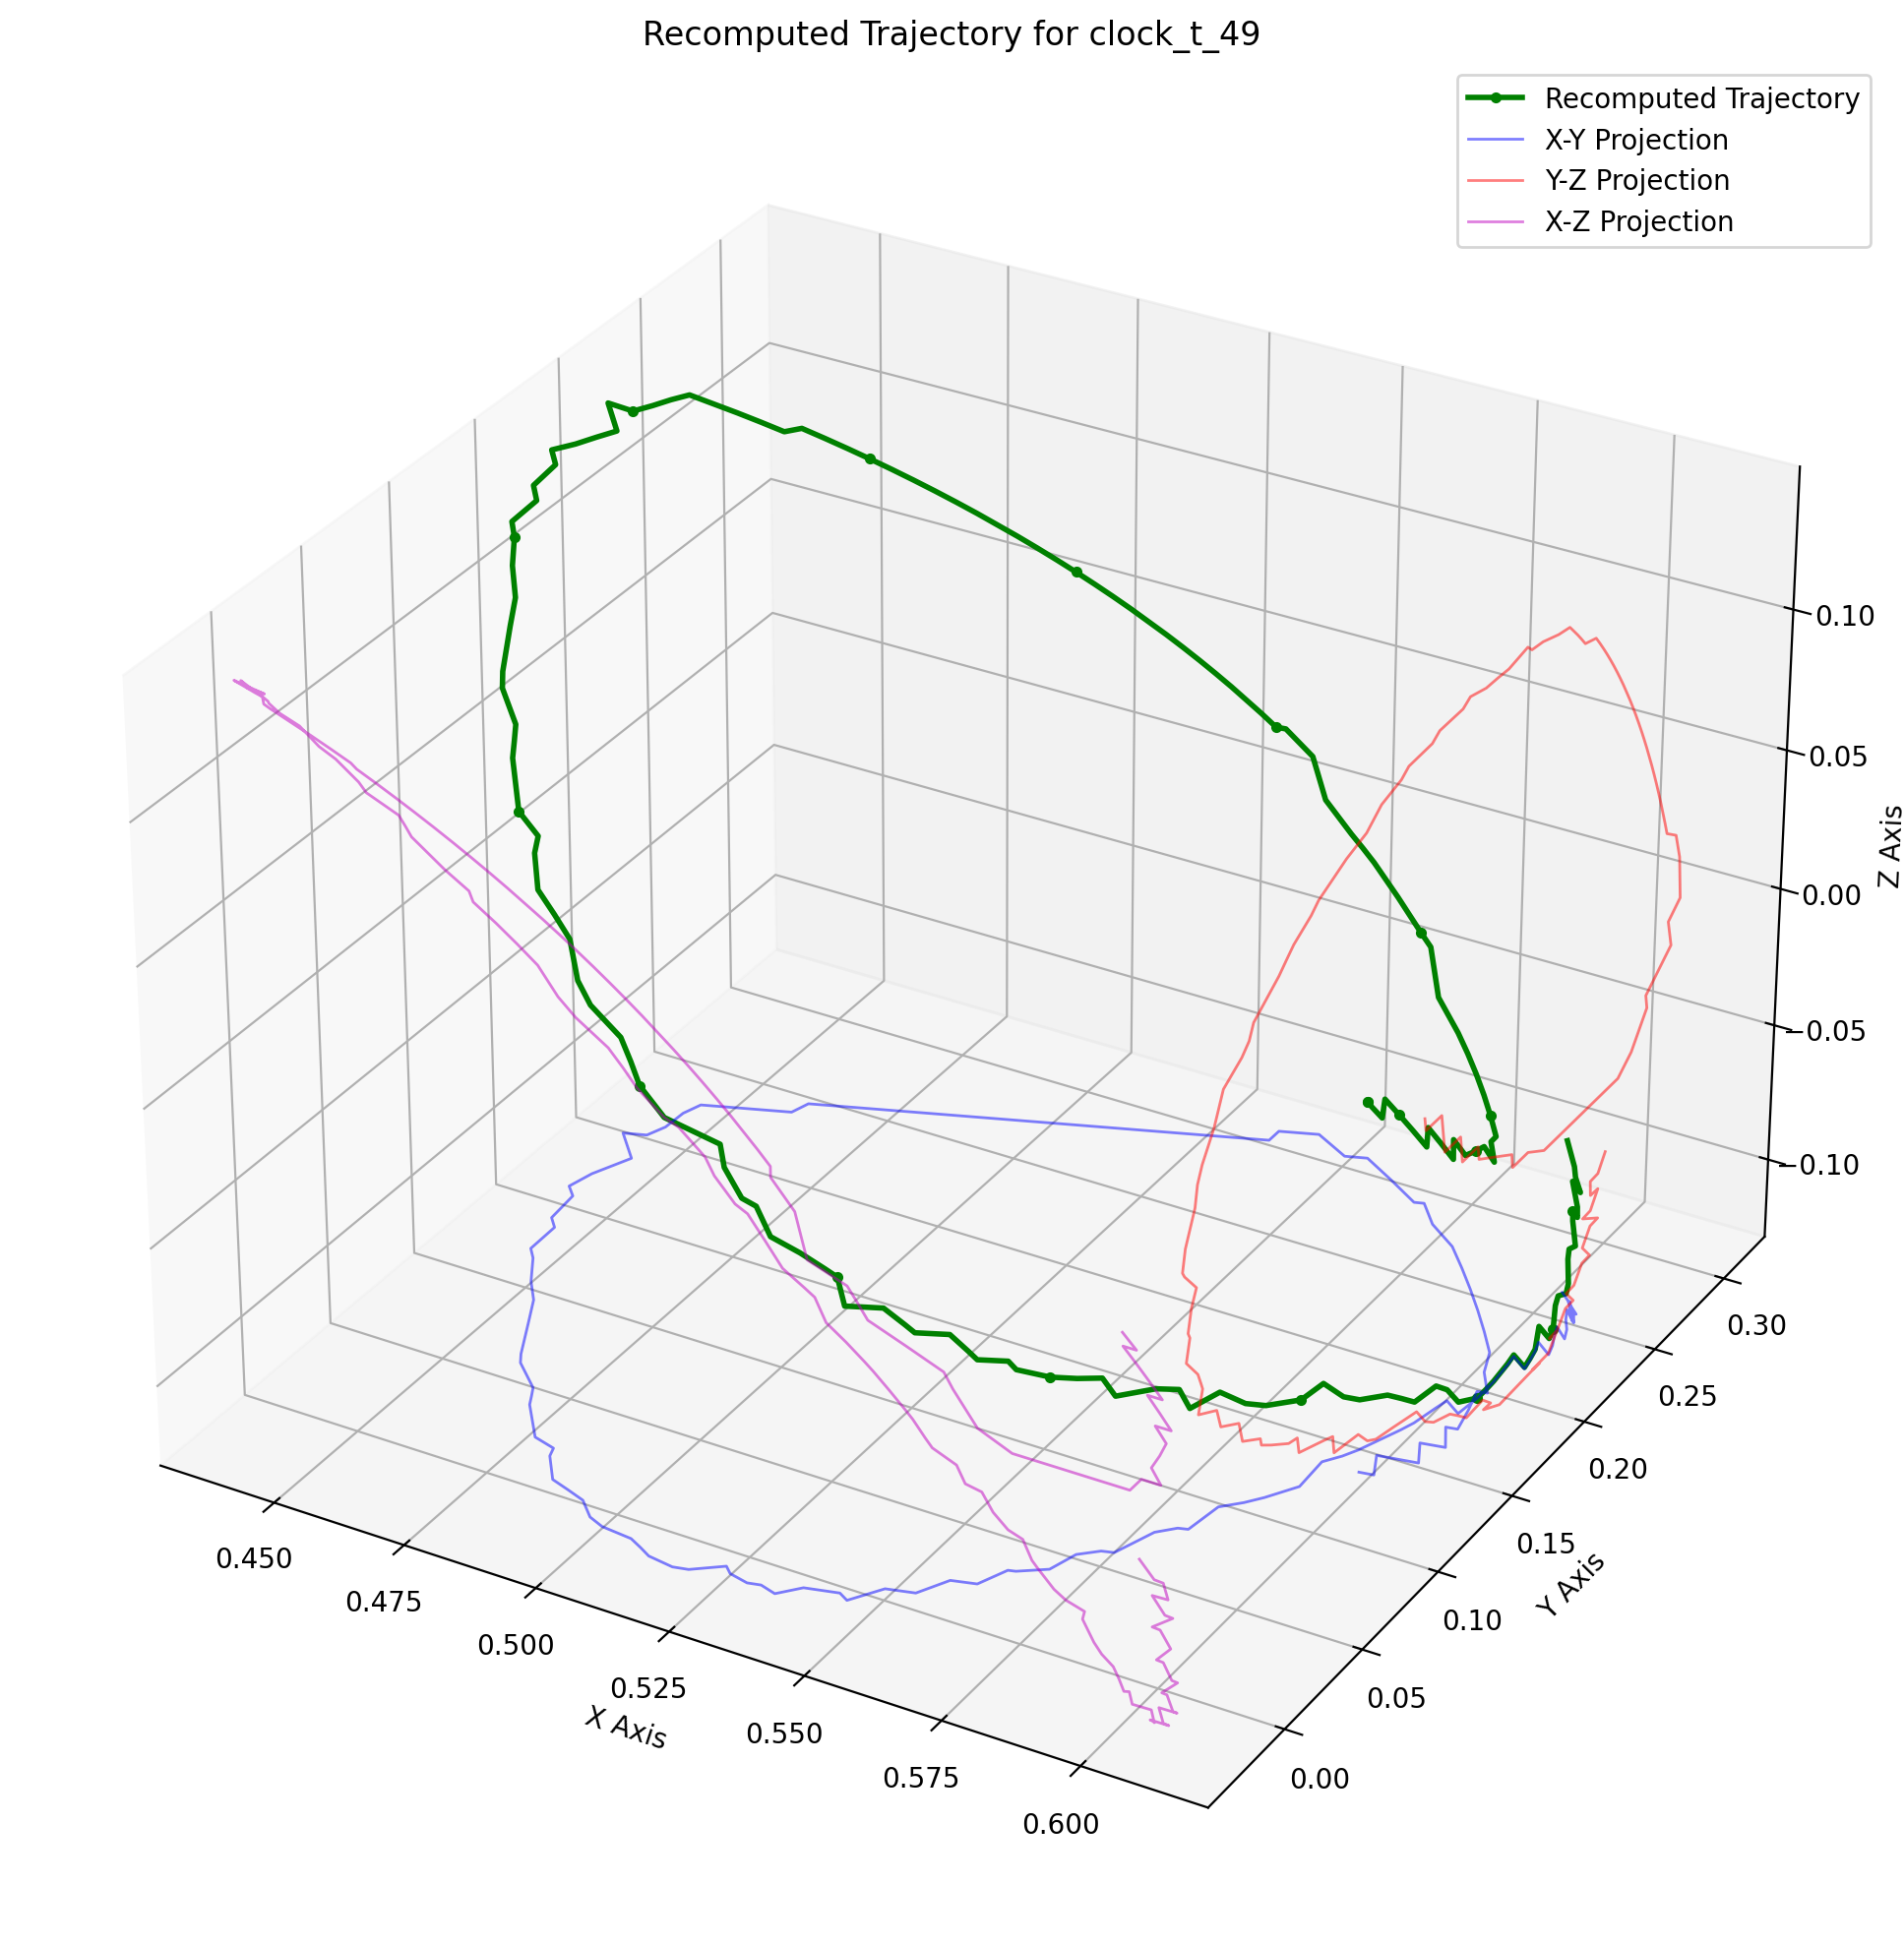 Recomputed Trajectory for clock_t_49
Recomputed Trajectory
X-Y Projection
Y-Z Projection
X-Z Projection
0.10
0.05
0.00
−0.05
−0.10
Z Axis
0.30
0.25
0.20
0.15
0.10
0.05
0.00
Y Axis
0.450
0.475
0.500
0.525
0.550
0.575
0.600
X Axis